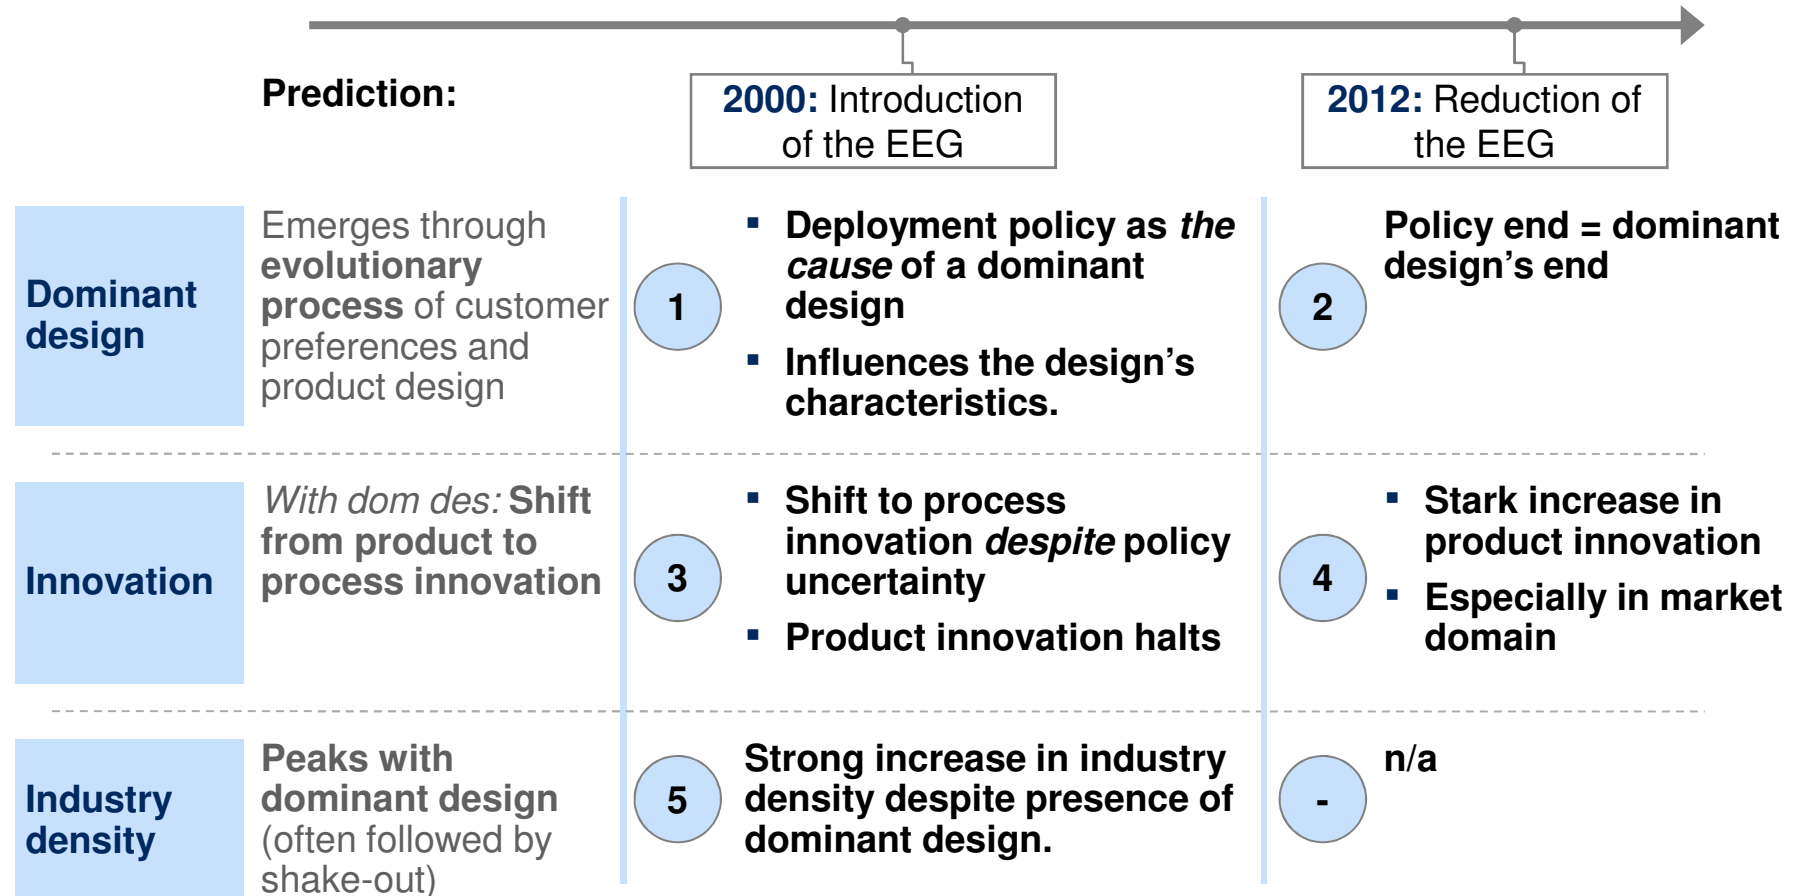 Prediction:
2000: Introduction
of the EEG
2012: Reduction of
the EEG
Dominant
design
Emerges through
evolutionary
process of customer
preferences and
product design
1
▪ Deployment policy as the
cause of a dominant
design
▪ Influences the design's
characteristics.
2
Policy end = dominant
design's end
Innovation
With dom des: Shift
from product to
process innovation
3
▪ Shift to process
innovation despite policy
uncertainty
▪ Product innovation halts
4
▪ Stark increase in
product innovation
▪ Especially in market
domain
Industry
density
Peaks with
dominant design
(often followed by
shake-out)
5
Strong increase in industry
density despite presence of
dominant design.
-
n/a